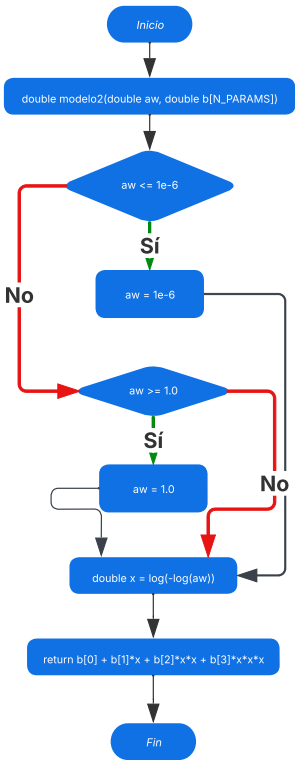 Inicio
double modelo2(double aw, double b[N_PARAMS])
aw <= 1e-6
Sí
aw = 1e-6
No
aw >= 1.0
Sí
No
aw = 1.0
double x = log(-log(aw))
return b[0] + b[1]*x + b[2]*x*x + b[3]*x*x*x
Fin